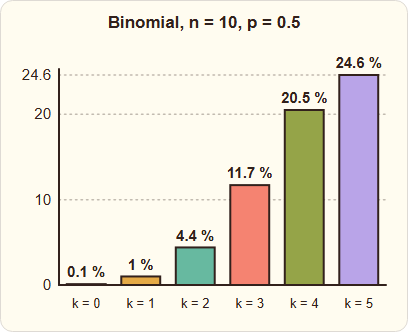 Binomial, n = 10, p = 0.5
24.6
20
10
0
0.1 %
1 %
4.4 %
11.7 %
20.5 %
24.6 %
k = 0
k = 1
k = 2
k = 3
k = 4
k = 5